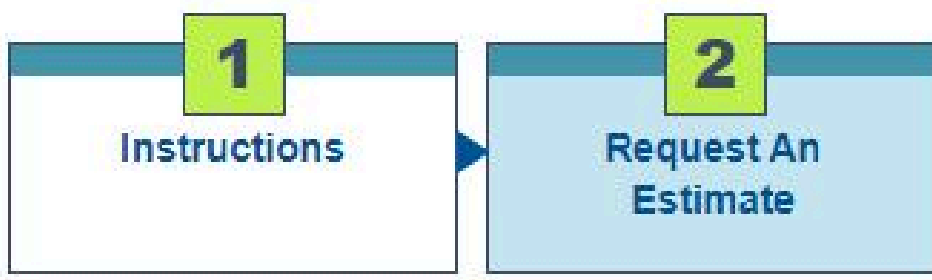 1
Instructions
2
Request An
Estimate